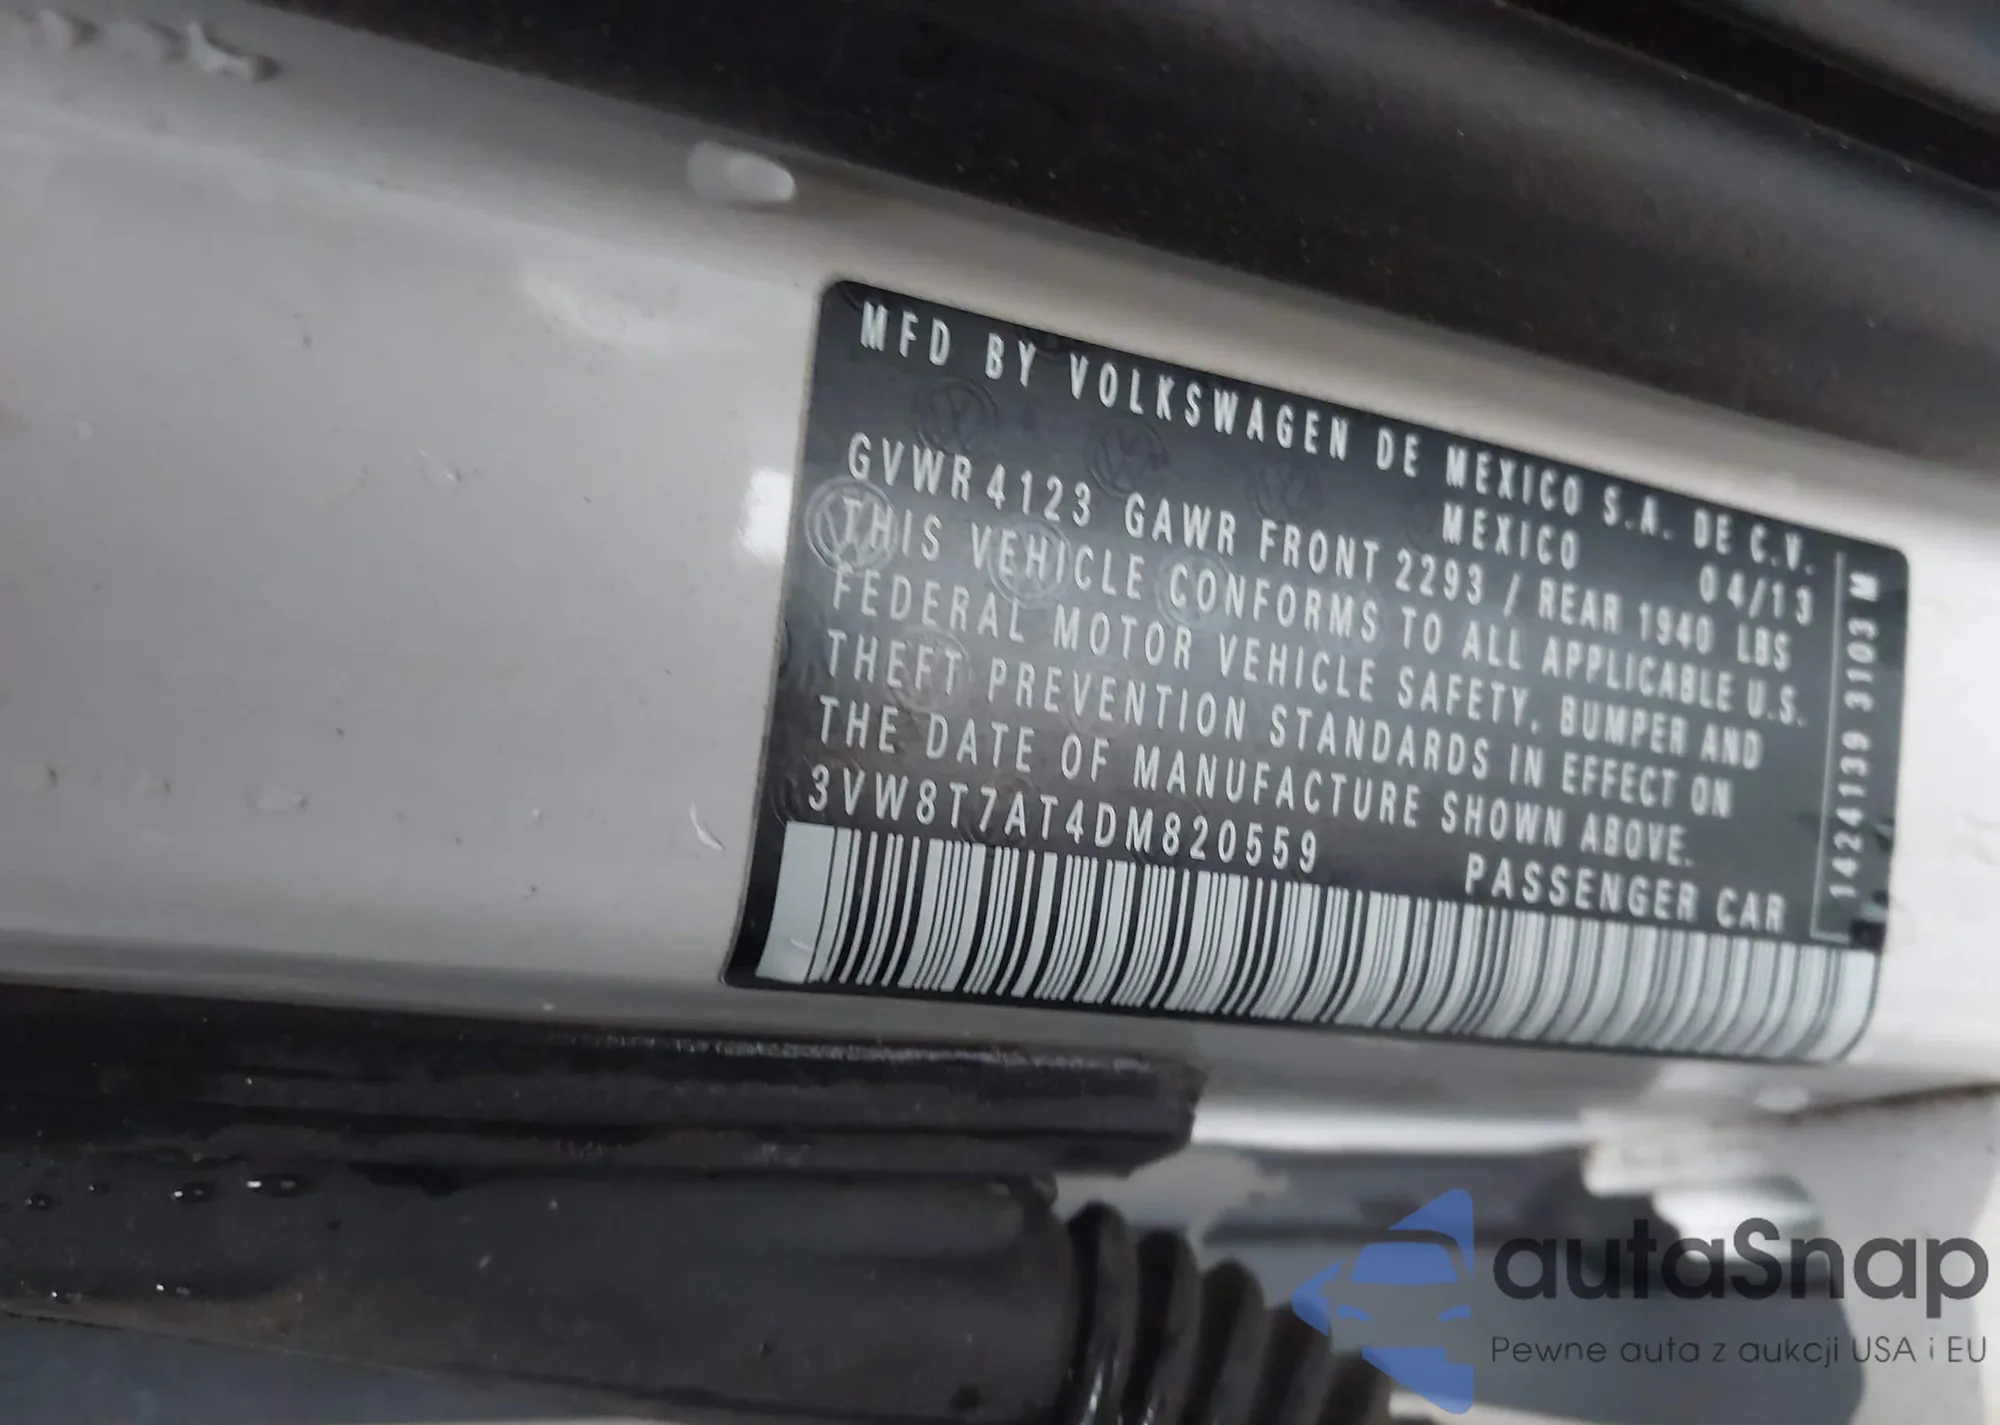 MFD BY VOLKSWAGEN DE MEXICO S.A. DE C.V.
MEXICO 04/13
GVWR 4123 GAWR FRONT 2293 / REAR 1940 LBS
THIS VEHICLE CONFORMS TO ALL APPLICABLE U.S.
FEDERAL MOTOR VEHICLE SAFETY, BUMPER AND
THEFT PREVENTION STANDARDS IN EFFECT ON
THE DATE OF MANUFACTURE SHOWN ABOVE.
3VW8T7AT4DM820559 PASSENGER CAR
1424139 3103 M
autaSnap
Pewne auta z aukcji USA i EU